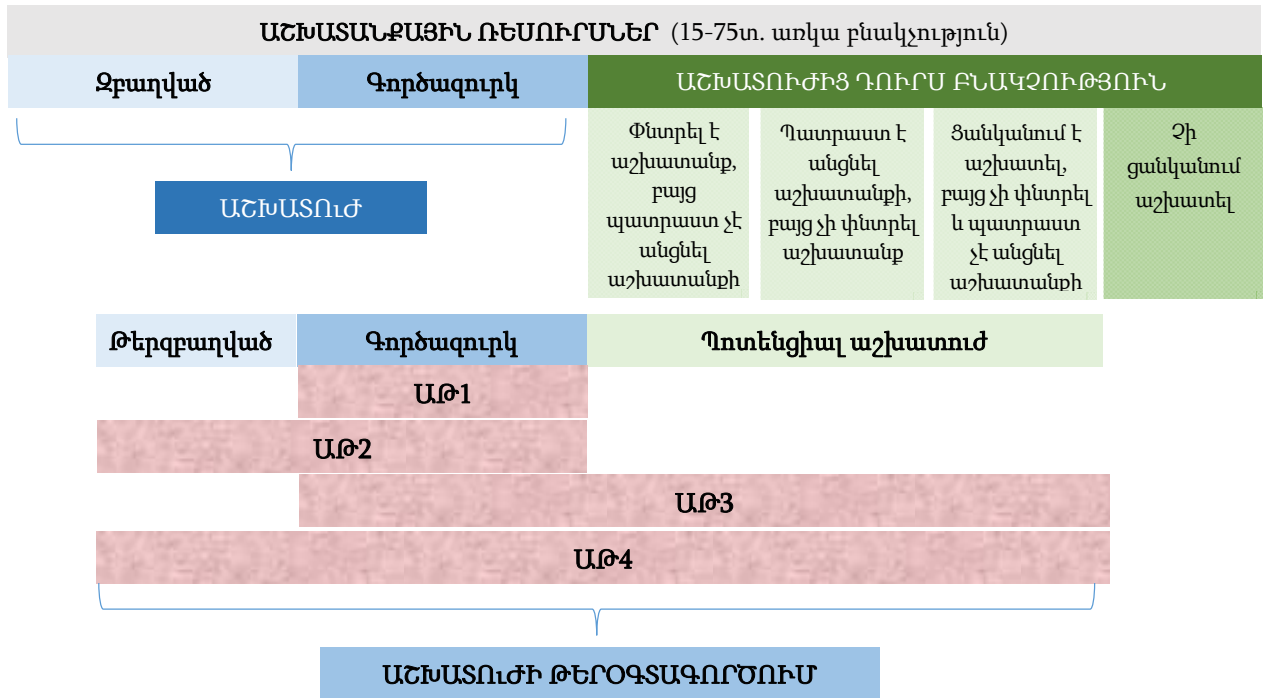 ԱՇԽԱՏԱՆՔԱՅԻՆ ՌԵՍՈՒՐՍՆԵՐ (15-75տ. առկա բնակչություն)
Զբաղված
Գործազուրկ
ԱՇԽԱՏՈՒԺԻՑ ԴՈՒՐՍ ԲՆԱԿՉՈՒԹՅՈՒՆ
Փնտրել է
աշխատանք,
բայց
պատրաստ չէ
անցնել
աշխատանքի
Պատրաստ է
անցնել
աշխատանքի,
բայց չի փնտրել
աշխատանք
Ցանկանում է
աշխատել,
բայց չի փնտրել
և պատրաստ
չէ անցնել
աշխատանքի
Չի
ցանկանում
աշխատել
ԱՇԽԱՏՈւԺ
Թերզբաղված
Գործազուրկ
Պոտենցիալ աշխատուժ
ԱԹ1
ԱԹ2
ԱԹ3
ԱԹ4
ԱՇԽԱՏՈւԺԻ ԹԵՐՕԳՏԱԳՈՐԾՈՒՄ